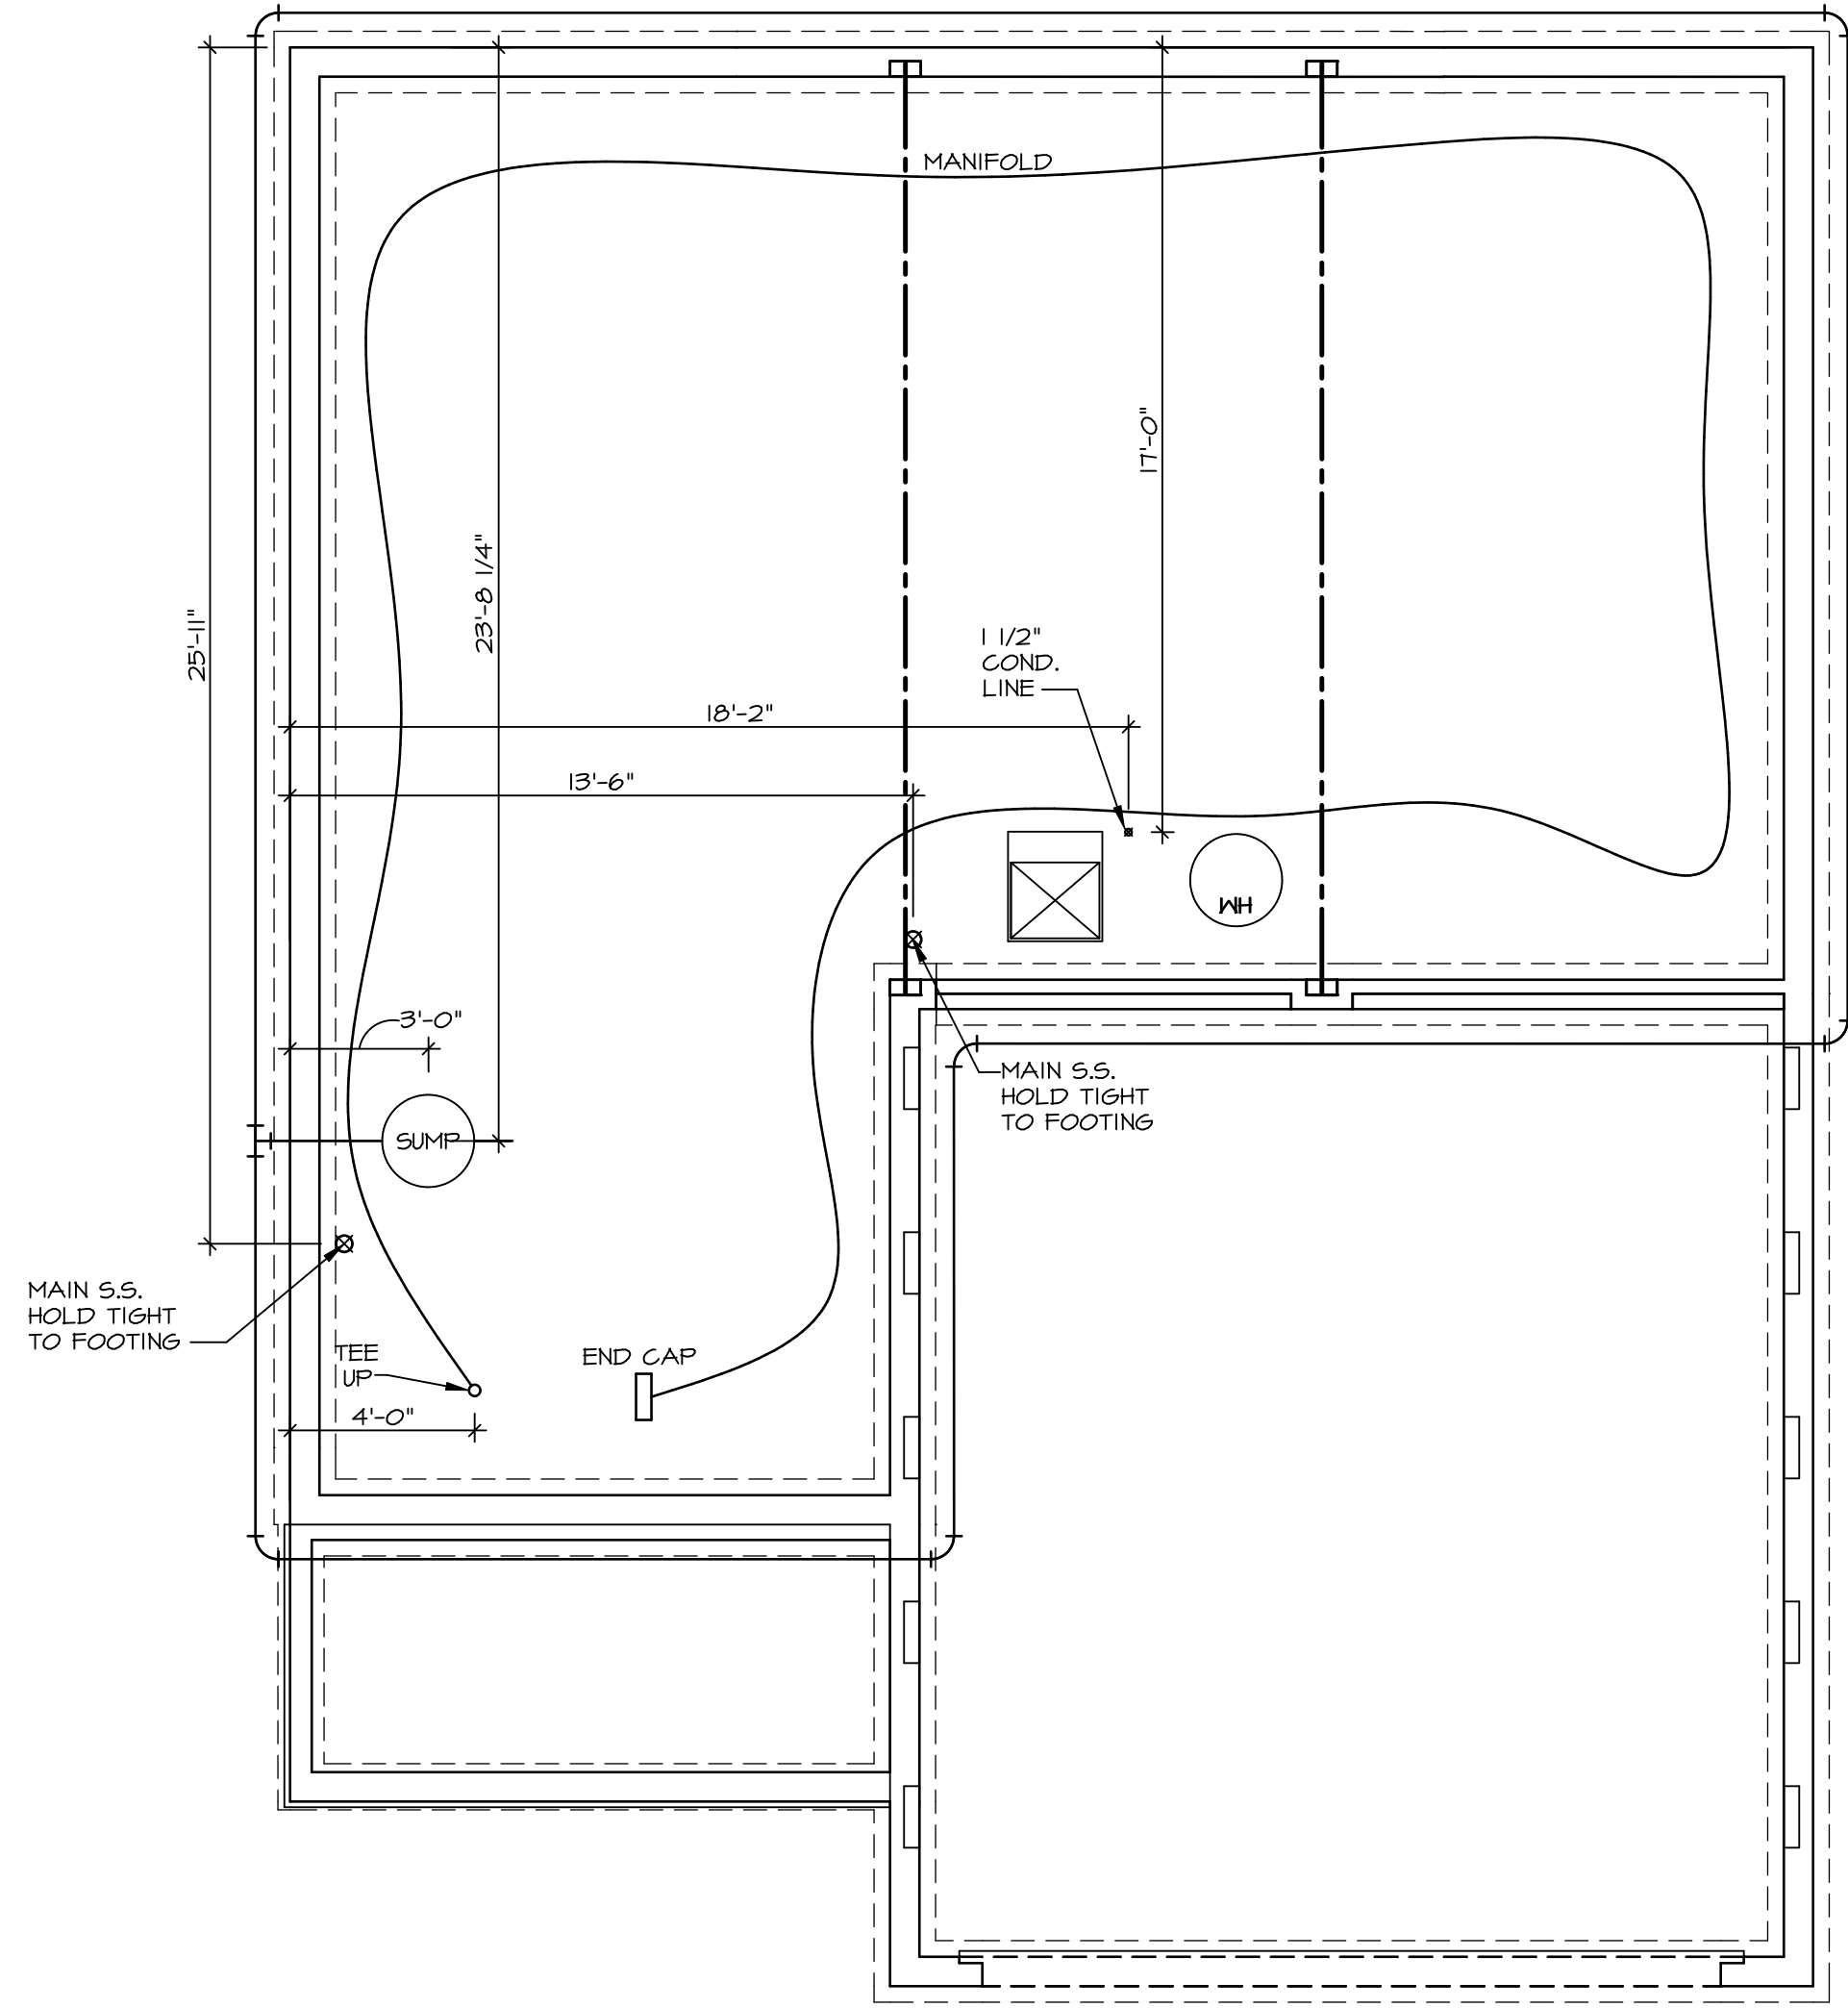 MANIFOLD
17'-0"
23'-8 1/4"
25'-11"
1 1/2"
COND.
LINE
18'-2"
13'-6"
WH
3'-0"
MAIN S.S.
HOLD TIGHT
TO FOOTING
SUMP
MAIN S.S.
HOLD TIGHT
TO FOOTING
TEE
UP
END CAP
4'-0"